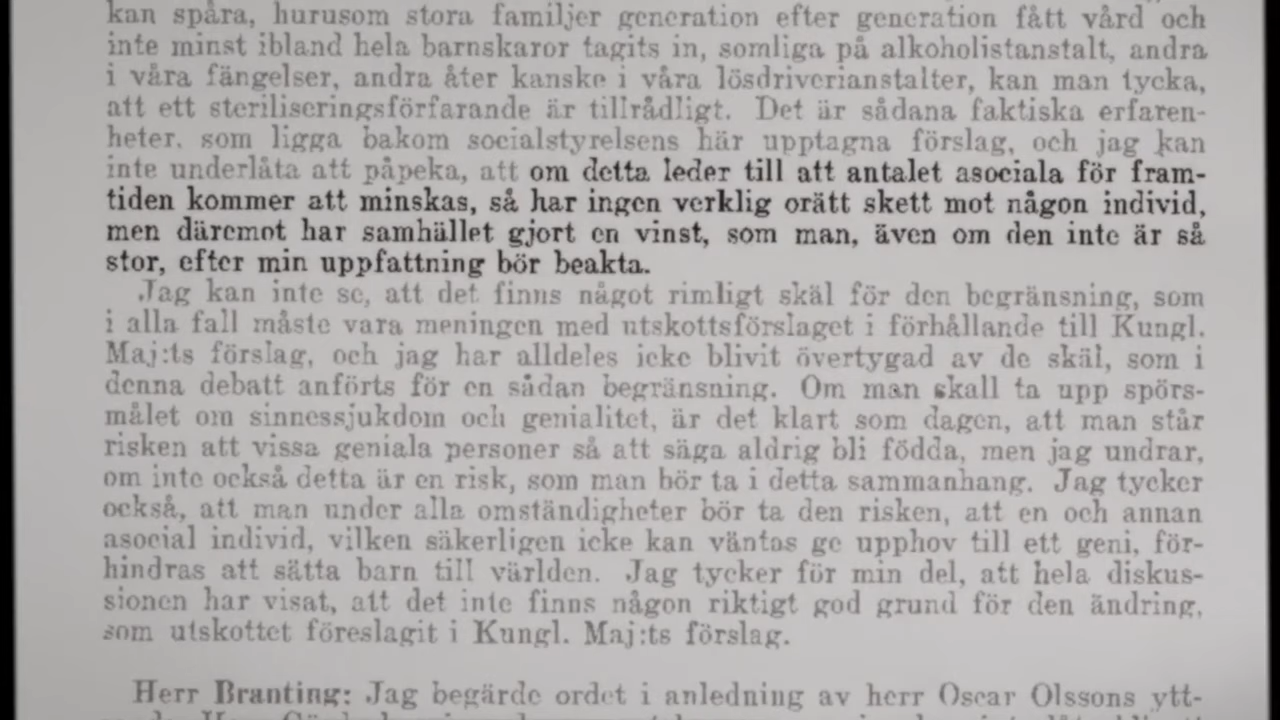 kan spåra, hurusom stora familjer generation efter generation fått vård och
inte minst ibland hela barnskaror tagits in, somliga på alkoholistanstalt, andra
i våra fängelser, andra åter kanske i våra lösdriverianstalter, kan man tycka,
att ett steriliseringsförfarande är tillrådligt. Det är sådana faktiska erfaren-
heter, som ligga bakom socialstyrelsens här upptagna förslag, och jag kan
inte underlåta att påpeka, att om detta leder till att antalet asociala för fram-
tiden kommer att minskas, så har ingen verklig orätt skett mot någon individ,
men däremot har samhället gjort en vinst, som man, även om den inte är så
stor, efter min uppfattning bör beakta.
Jag kan inte se, att det finns något rimligt skäl för den begränsning, som
i alla fall måste vara meningen med utskottsförslaget i förhållande till Kungl.
Maj:ts förslag, och jag har alldeles icke blivit övertygad av de skäl, som i
denna debatt anförts för en sådan begränsning. Om man skall ta upp spörs-
målet om sinnessjukdom och genialitet, är det klart som dagen, att man står
risken att vissa geniala personer så att säga aldrig bli födda, men jag undrar,
om inte också detta är en risk, som man bör ta i detta sammanhang. Jag tycker
också, att man under alla omständigheter bör ta den risken, att en och annan
asocial individ, vilken säkerligen icke kan väntas ge upphov till ett geni, för-
hindras att sätta barn till världen. Jag tycker för min del, att hela diskus-
sionen har visat, att det inte finns någon riktigt god grund för den ändring,
som utskottet föreslagit i Kungl. Maj:ts förslag.
Herr Branting: Jag begärde ordet i anledning av herr Oscar Olssons ytt-